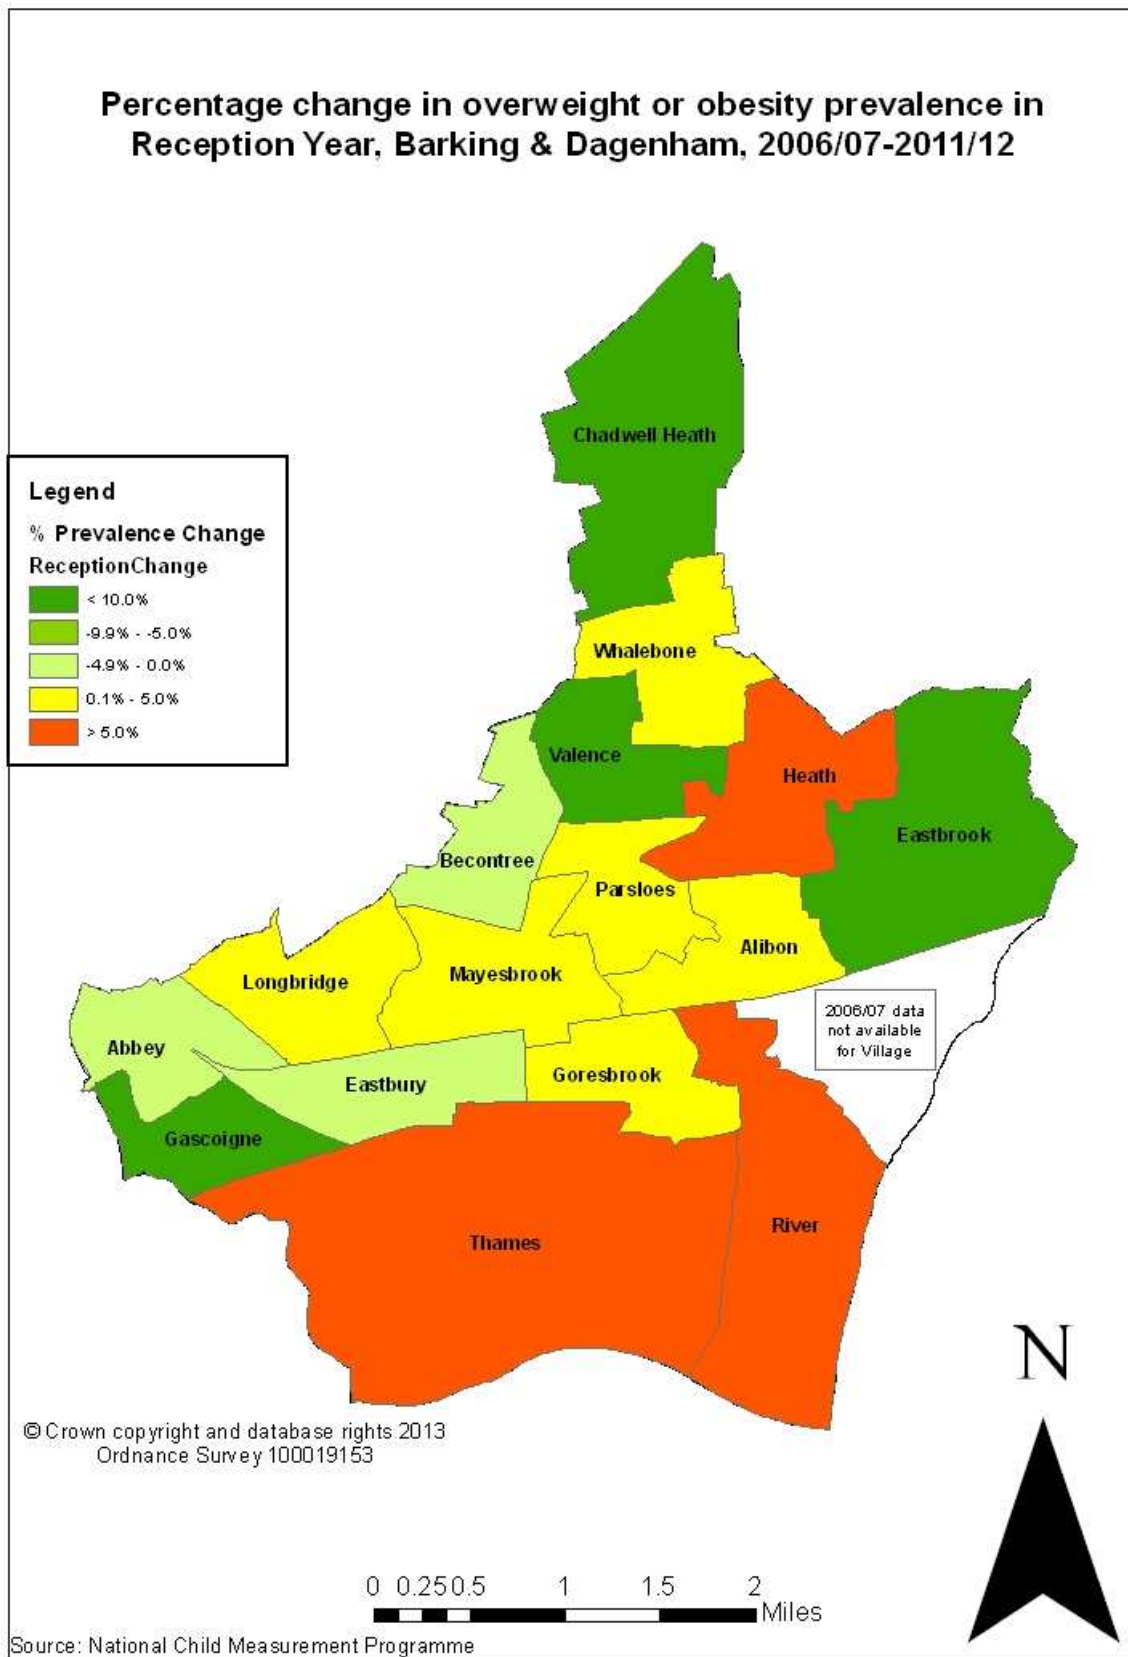 Percentage change in overweight or obesity prevalence in
Reception Year, Barking & Dagenham, 2006/07-2011/12
Chadwell Heath
Legend
% Prevalence Change
ReceptionChange
< 10.0%
-9.9% - -5.0%
-4.9% - 0.0%
0.1% - 5.0%
> 5.0%
Whalebone
Valence
Heath
Eastbrook
Becontree
Parsloes
Alibon
Mayesbrook
Longbridge
2006/07 data
not available
for Village
Abbey
Eastbury
Goresbrook
Gascoigne
River
Thames
N
© Crown copyright and database rights 2013
Ordnance Survey 100019153
0 0.25 0.5 1 1.5 2
Miles
Source: National Child Measurement Programme